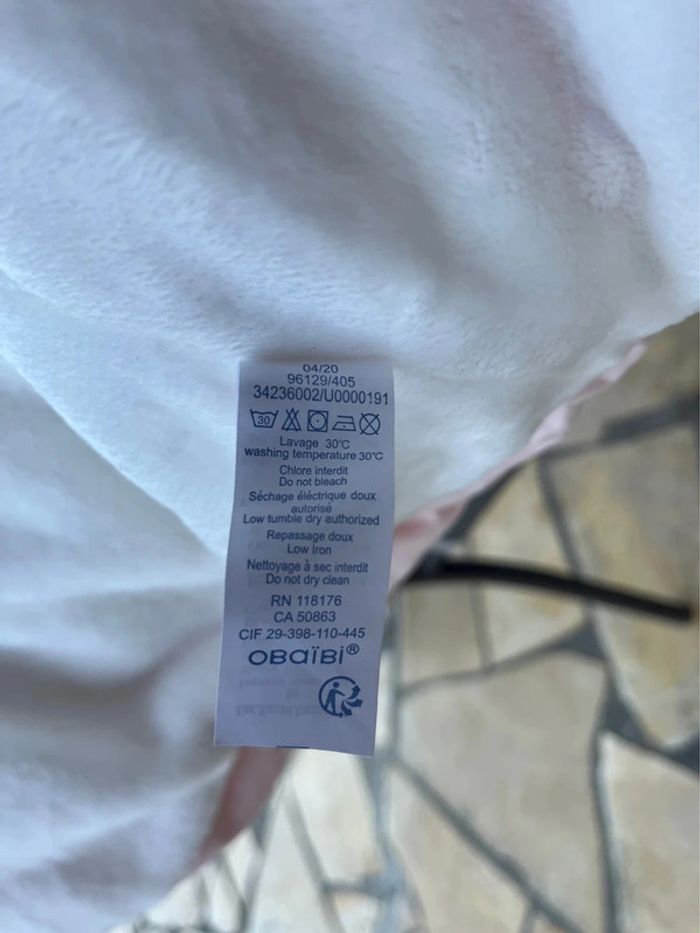 04/20
96129/405
34236002/U0000191
30
Lavage 30°C
washing temperature 30°C
Chlore interdit
Do not bleach
Séchage éléctrique doux
autorisé
Low tumble dry authorized
Repassage doux
Low Iron
Nettoyage à sec interdit
Do not dry clean
RN 118176
CA 50863
CIF 29-398-110-445
OBaïBi®